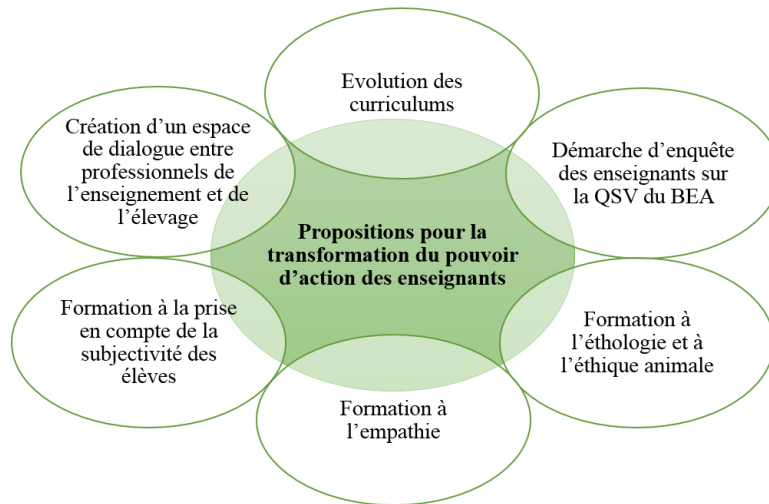 Evolution des
curriculums
Création d’un espace
de dialogue entre
professionnels de
l’enseignement et de
l’élevage
Démarche d’enquête
des enseignants sur
la QSV du BEA
Propositions pour la
transformation du pouvoir
d’action des enseignants
Formation à la prise
en compte de la
subjectivité des
élèves
Formation à
l’éthologie et à
l’éthique animale
Formation à
l’empathie